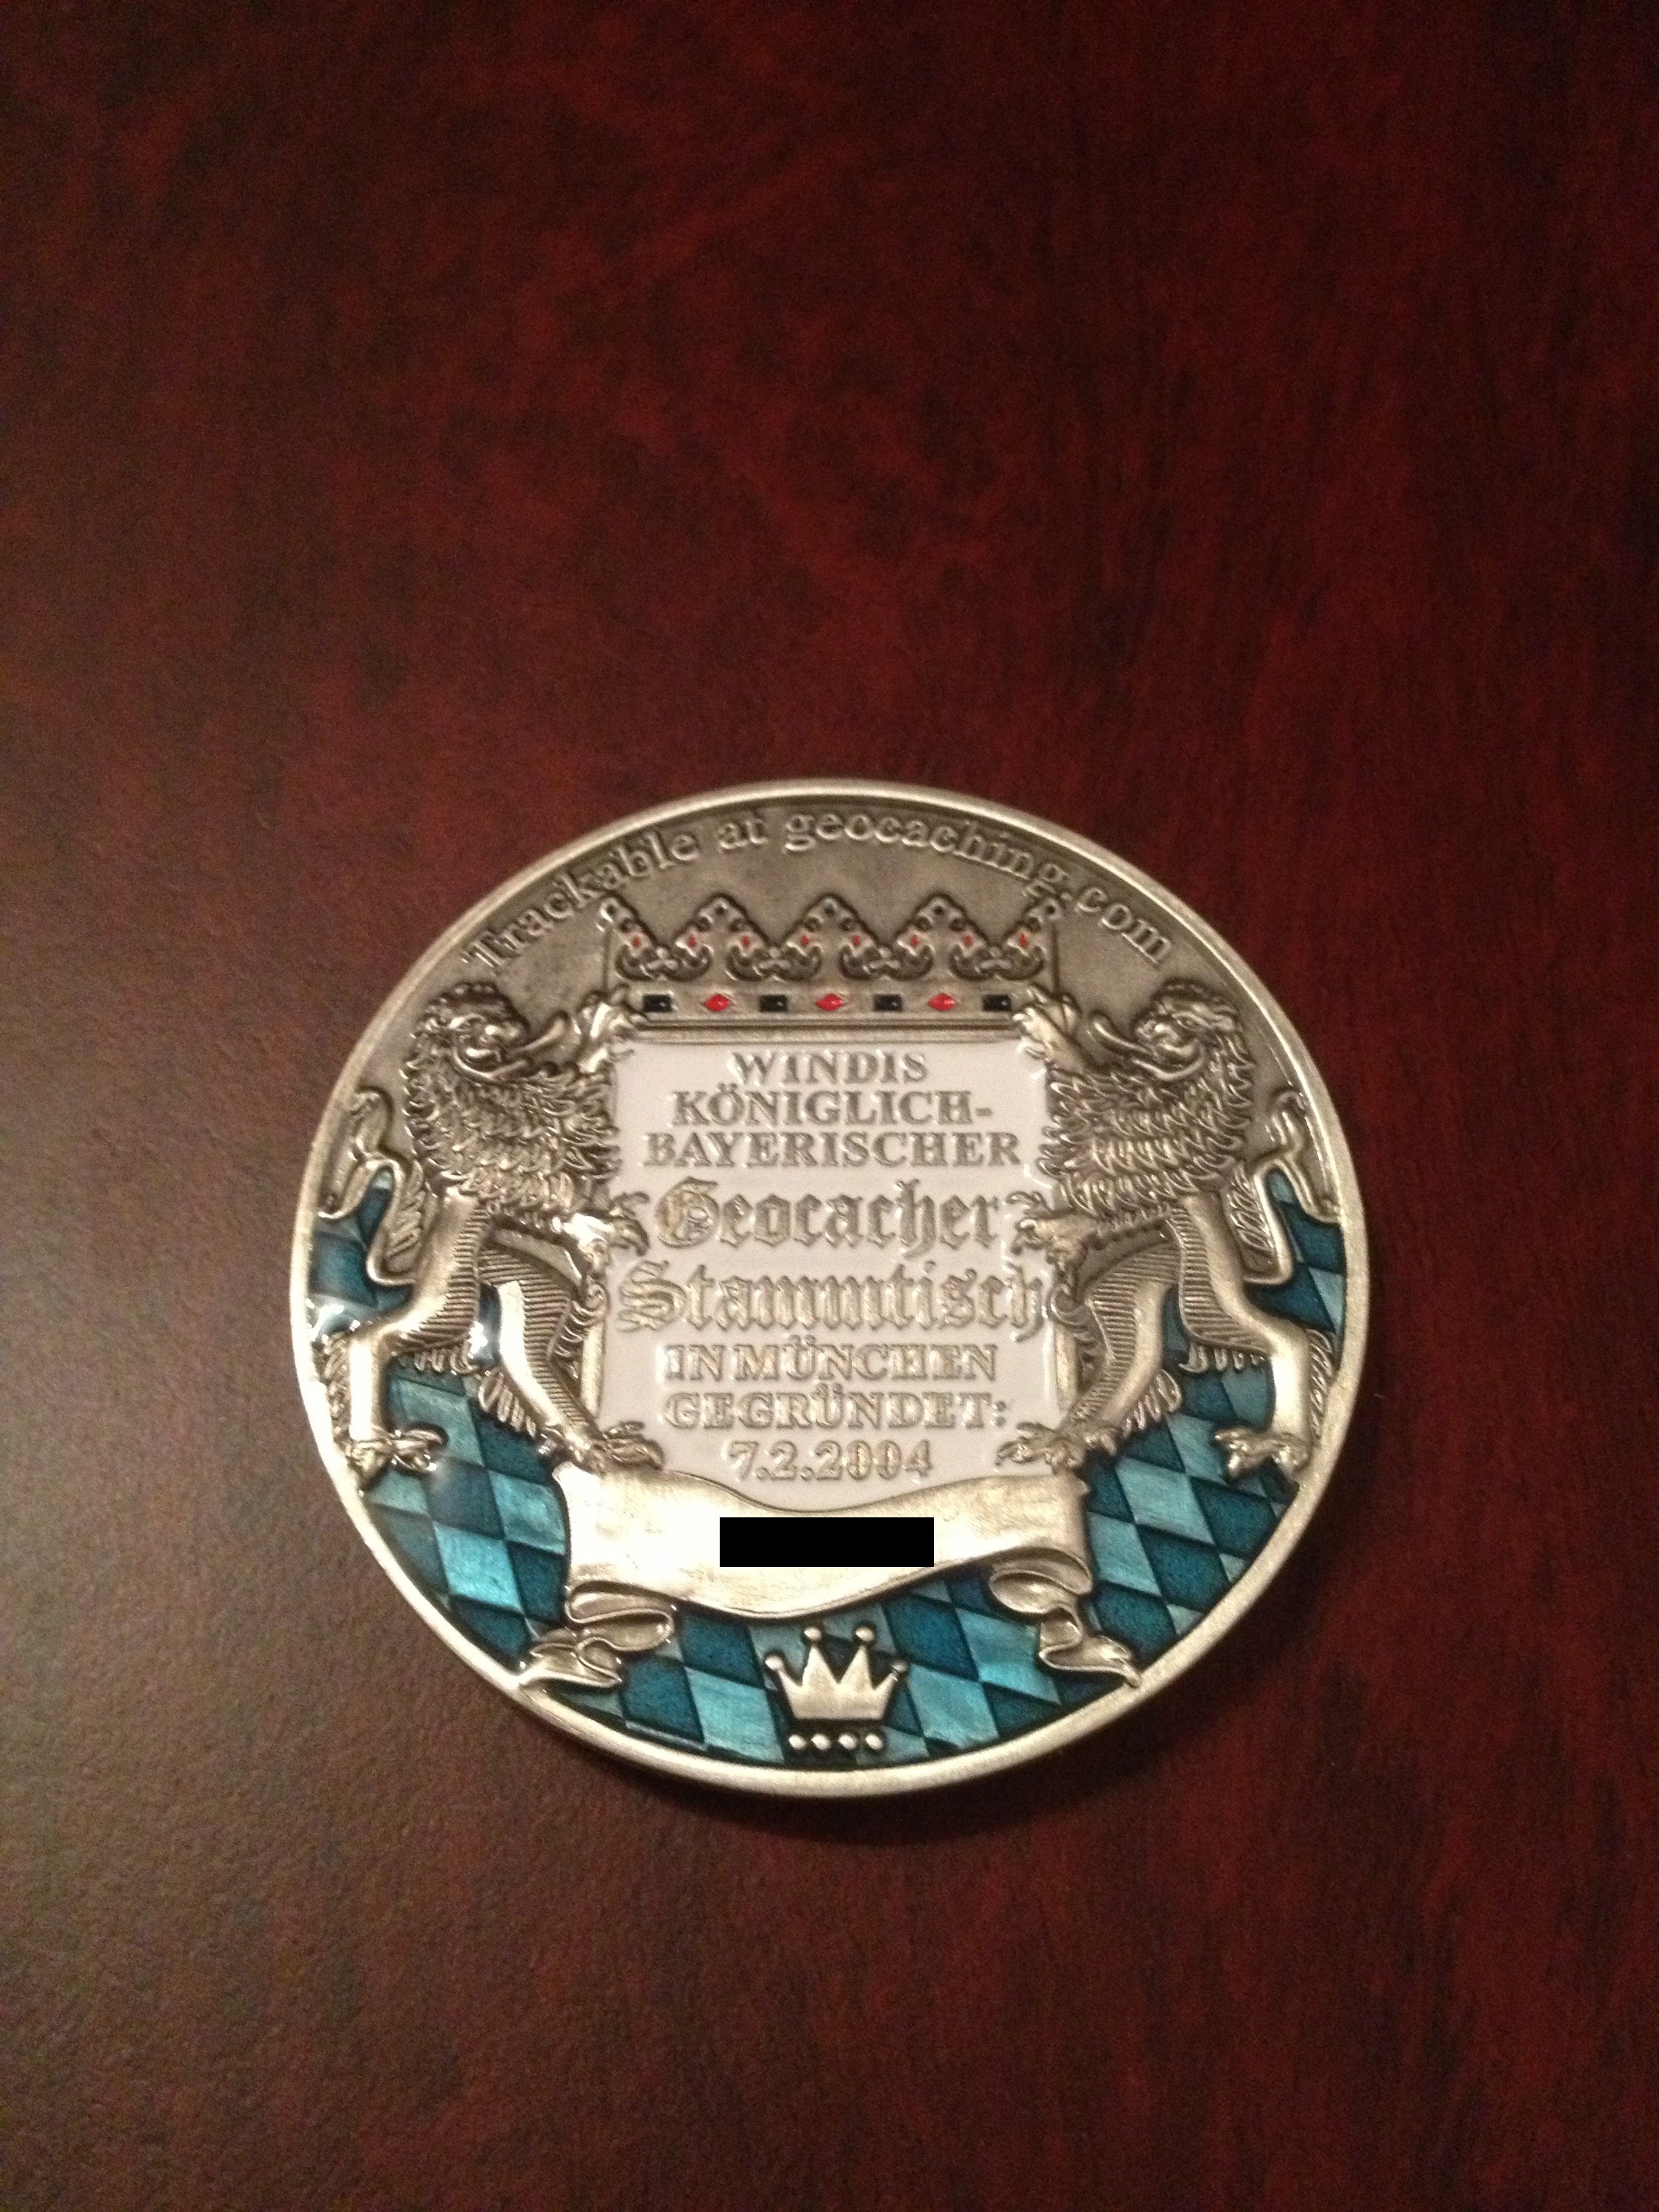 Trackable at geocaching.com
WINDIS
KÖNIGLICH-
BAYERISCHER
Geocacher
Stammtisch
IN MÜNCHEN
GEGRÜNDET:
7.2.2004